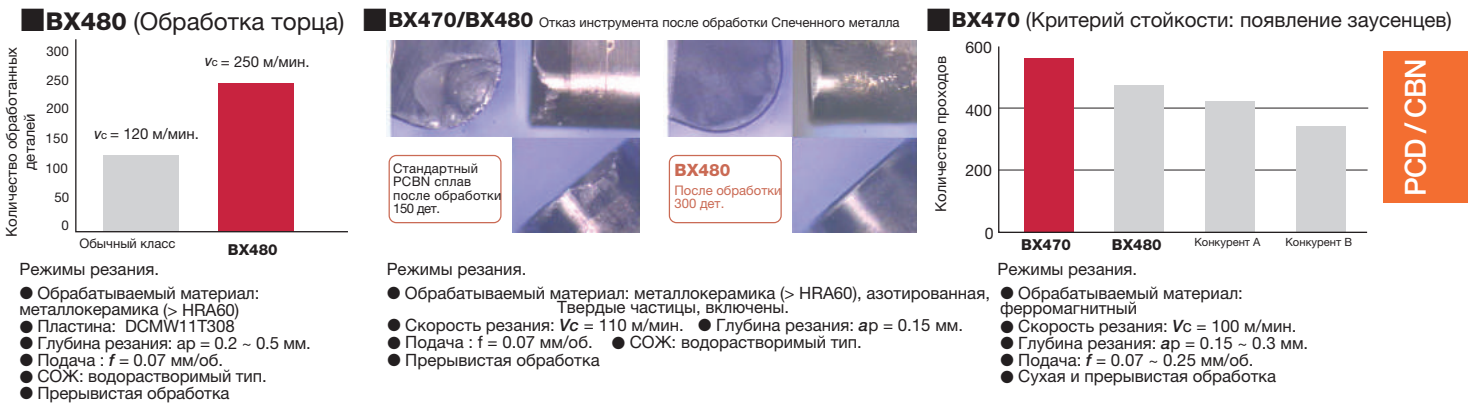 ■BX480 (Обработка торца)
Количество обработанных
деталей
300
250
200
150
100
50
0
vc = 120 м/мин.
vc = 250 м/мин.
Обычный класс
BX480
Режимы резания.
● Обрабатываемый материал:
металлокерамика (> HRA60)
● Пластина: DCMW11T308
● Глубина резания: ap = 0.2 ~ 0.5 мм.
● Подача : f = 0.07 мм/об.
● СОЖ: водорастворимый тип.
● Прерывистая обработка
■BX470/BX480 Отказ инструмента после обработки Спеченного металла
Стандартный
PCBN сплав
после обработки
150 дет.
BX480
После обработки
300 дет.
Режимы резания.
● Обрабатываемый материал: металлокерамика (> HRA60), азотированная,
Твердые частицы, включены.
● Скорость резания: Vc = 110 м/мин. ● Глубина резания: ap = 0.15 мм.
● Подача : f = 0.07 мм/об. ● СОЖ: водорастворимый тип.
● Прерывистая обработка
■BX470 (Критерий стойкости: появление заусенцев)
Количество проходов
600
400
200
0
BX470
BX480
Конкурент A
Конкурент B
Режимы резания.
● Обрабатываемый материал:
ферромагнитный
● Скорость резания: Vc = 100 м/мин.
● Глубина резания: ap = 0.15 ~ 0.3 мм.
● Подача: f = 0.07 ~ 0.25 мм/об.
● Сухая и прерывистая обработка
PCD / CBN